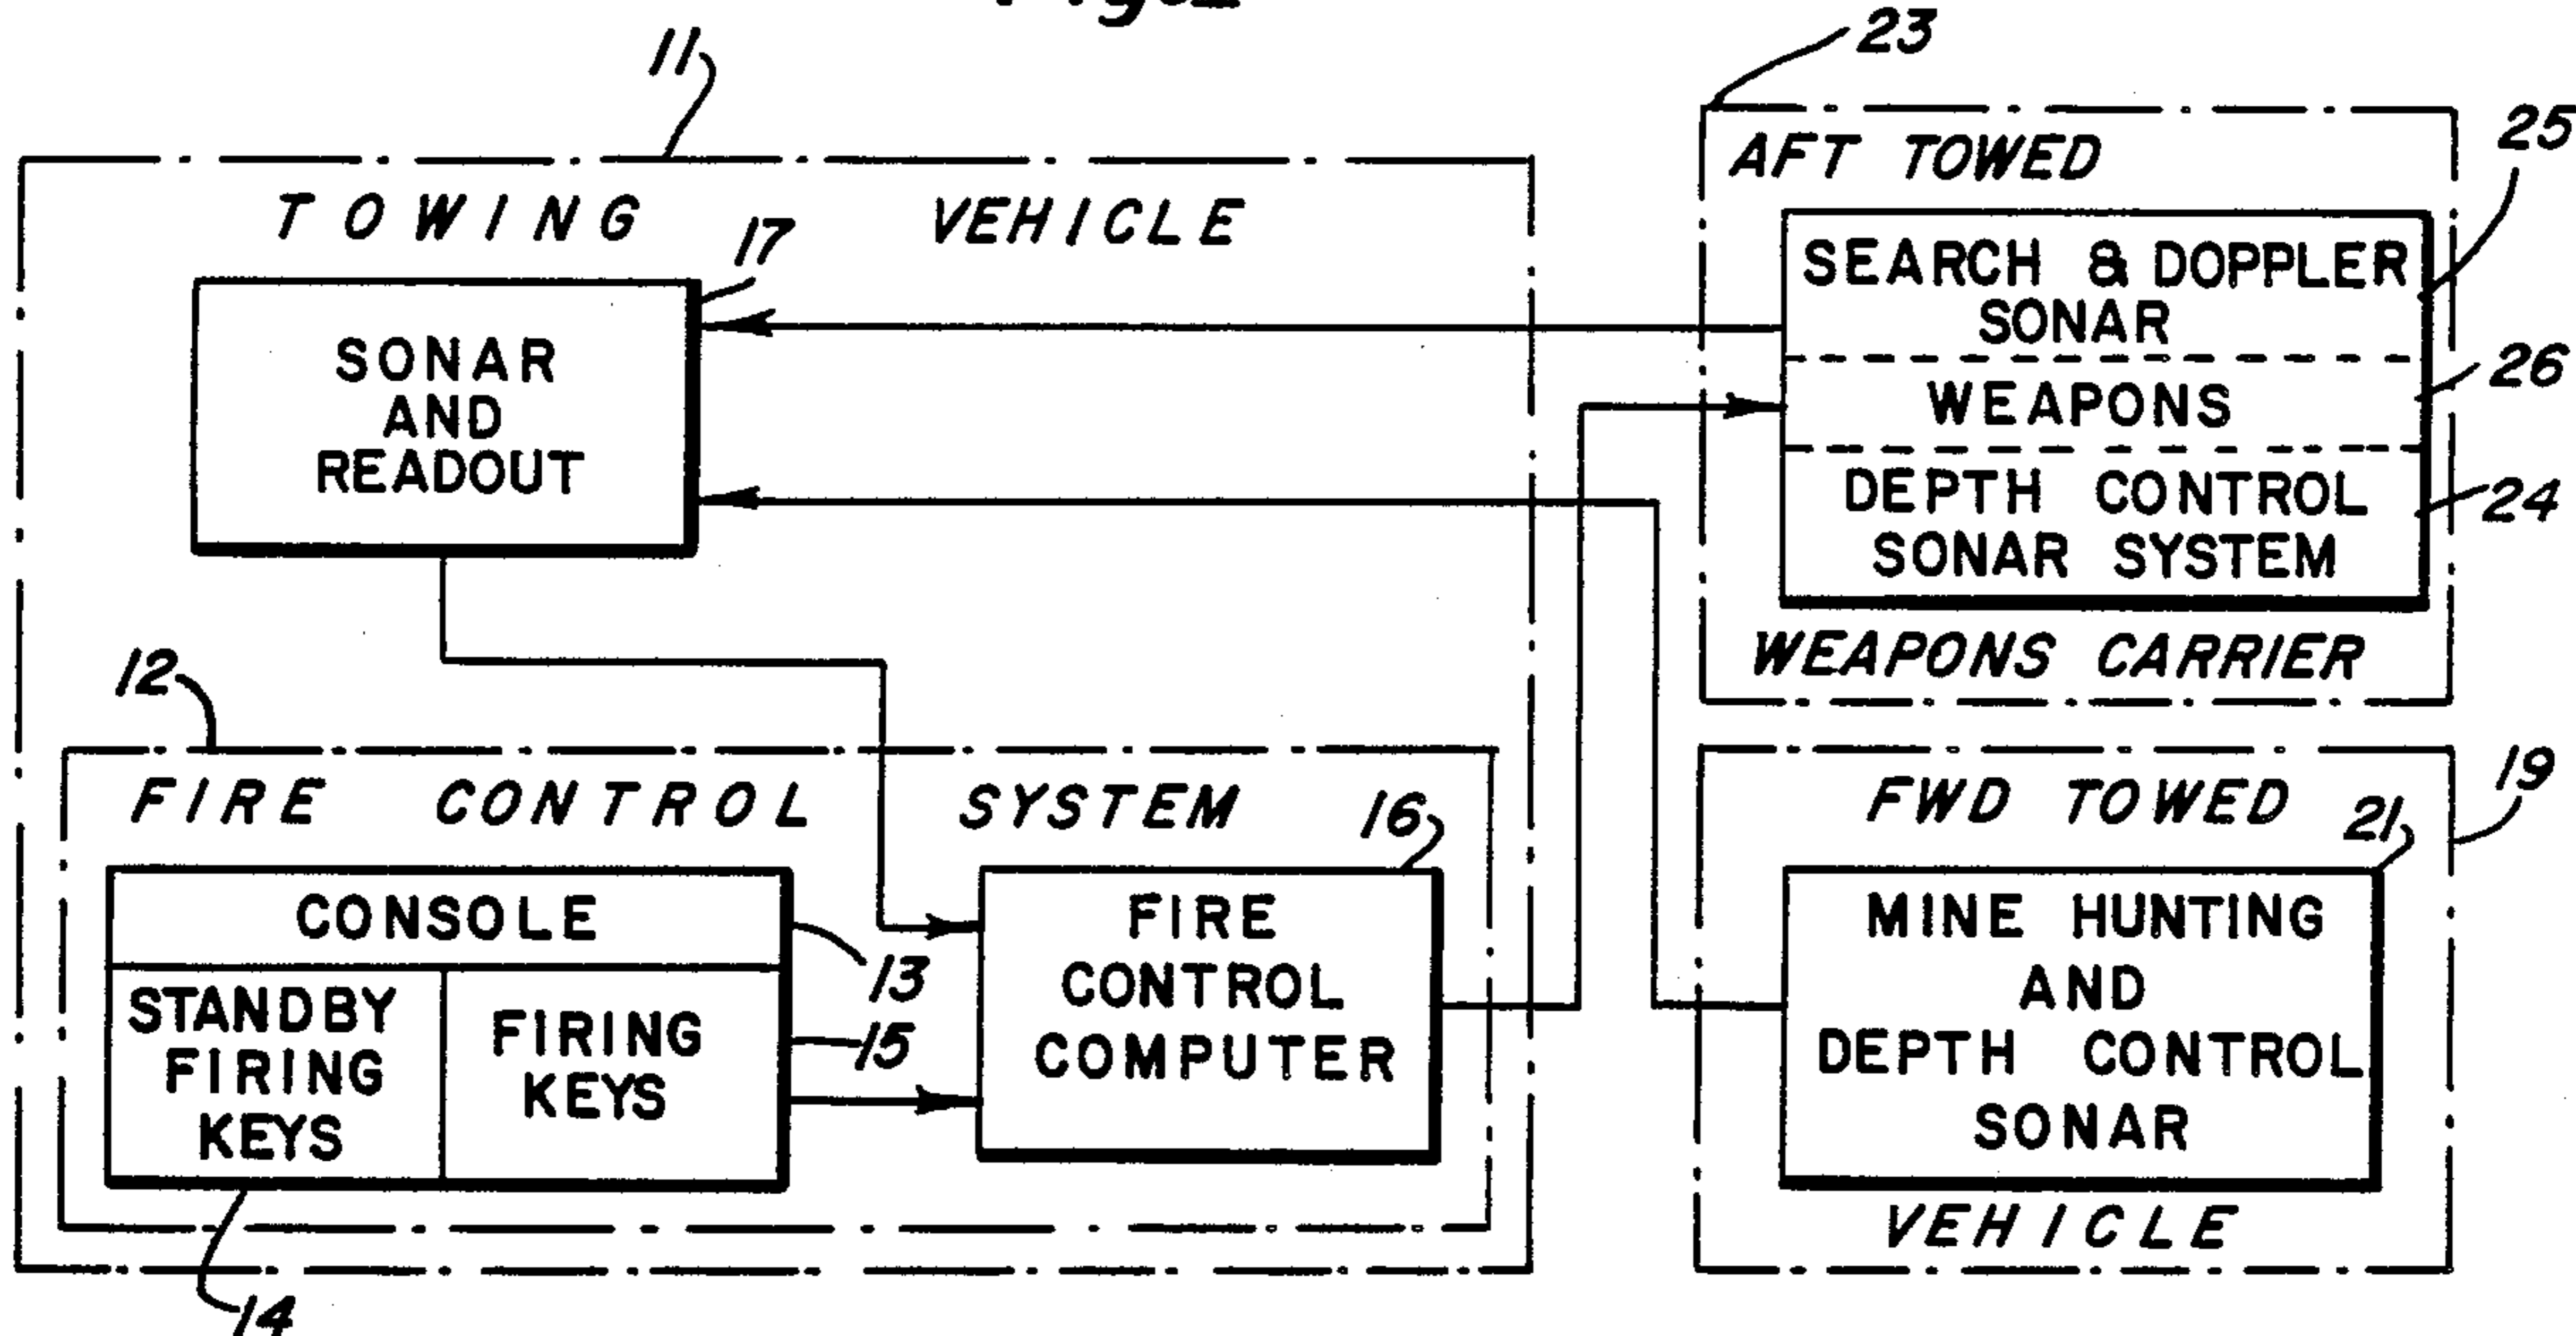 11
TOWING VEHICLE
17
SONAR
AND
READOUT
12
FIRE CONTROL SYSTEM
16
CONSOLE
13
STANDBY
FIRING
KEYS
FIRING
KEYS
15
14
FIRE
CONTROL
COMPUTER
23
AFT TOWED
25
SEARCH & DOPPLER
SONAR
WEAPONS
26
DEPTH CONTROL
SONAR SYSTEM
24
WEAPONS CARRIER
FWD TOWED
19
21
MINE HUNTING
AND
DEPTH CONTROL
SONAR
VEHICLE